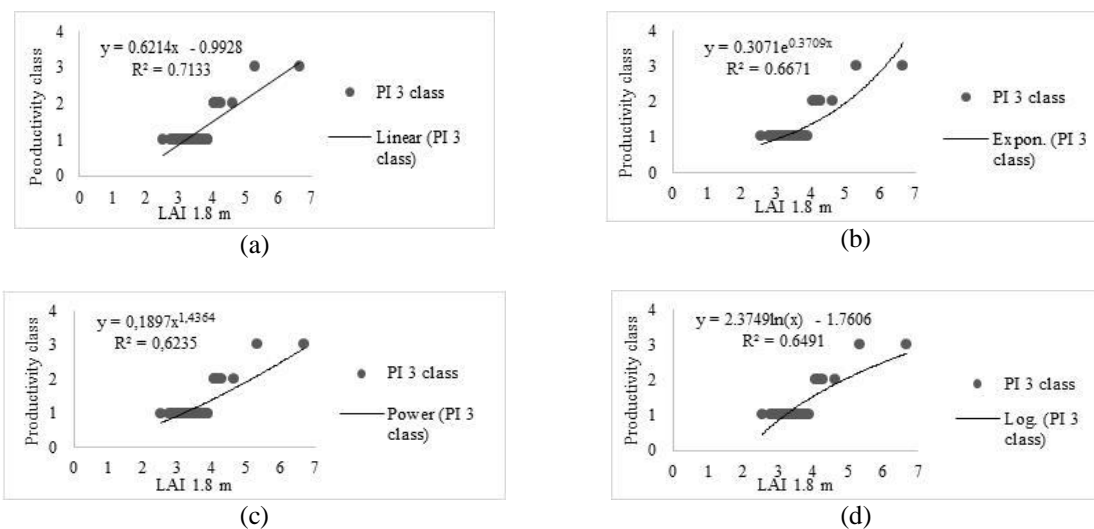 y = 0.6214x - 0.9928
R² = 0.7133
Peoductivity class
4
3
2
1
0
0 1 2 3 4 5 6 7
LAI 1.8 m
PI 3 class
Linear (PI 3
class)
(a)
y = 0.3071e^0.3709x
R² = 0.6671
Productivity class
4
3
2
1
0
0 1 2 3 4 5 6 7
LAI 1.8 m
PI 3 class
Expon. (PI 3
class)
(b)
y = 0,1897x^1,4364
R² = 0,6235
Productivity class
4
3
2
1
0
0 1 2 3 4 5 6 7
LAI 1.8 m
PI 3 class
Power (PI 3
class)
(c)
y = 2.3749ln(x) - 1.7606
R² = 0.6491
Productivity class
4
3
2
1
0
0 1 2 3 4 5 6 7
LAI 1.8 m
PI 3 class
Log. (PI 3
class)
(d)